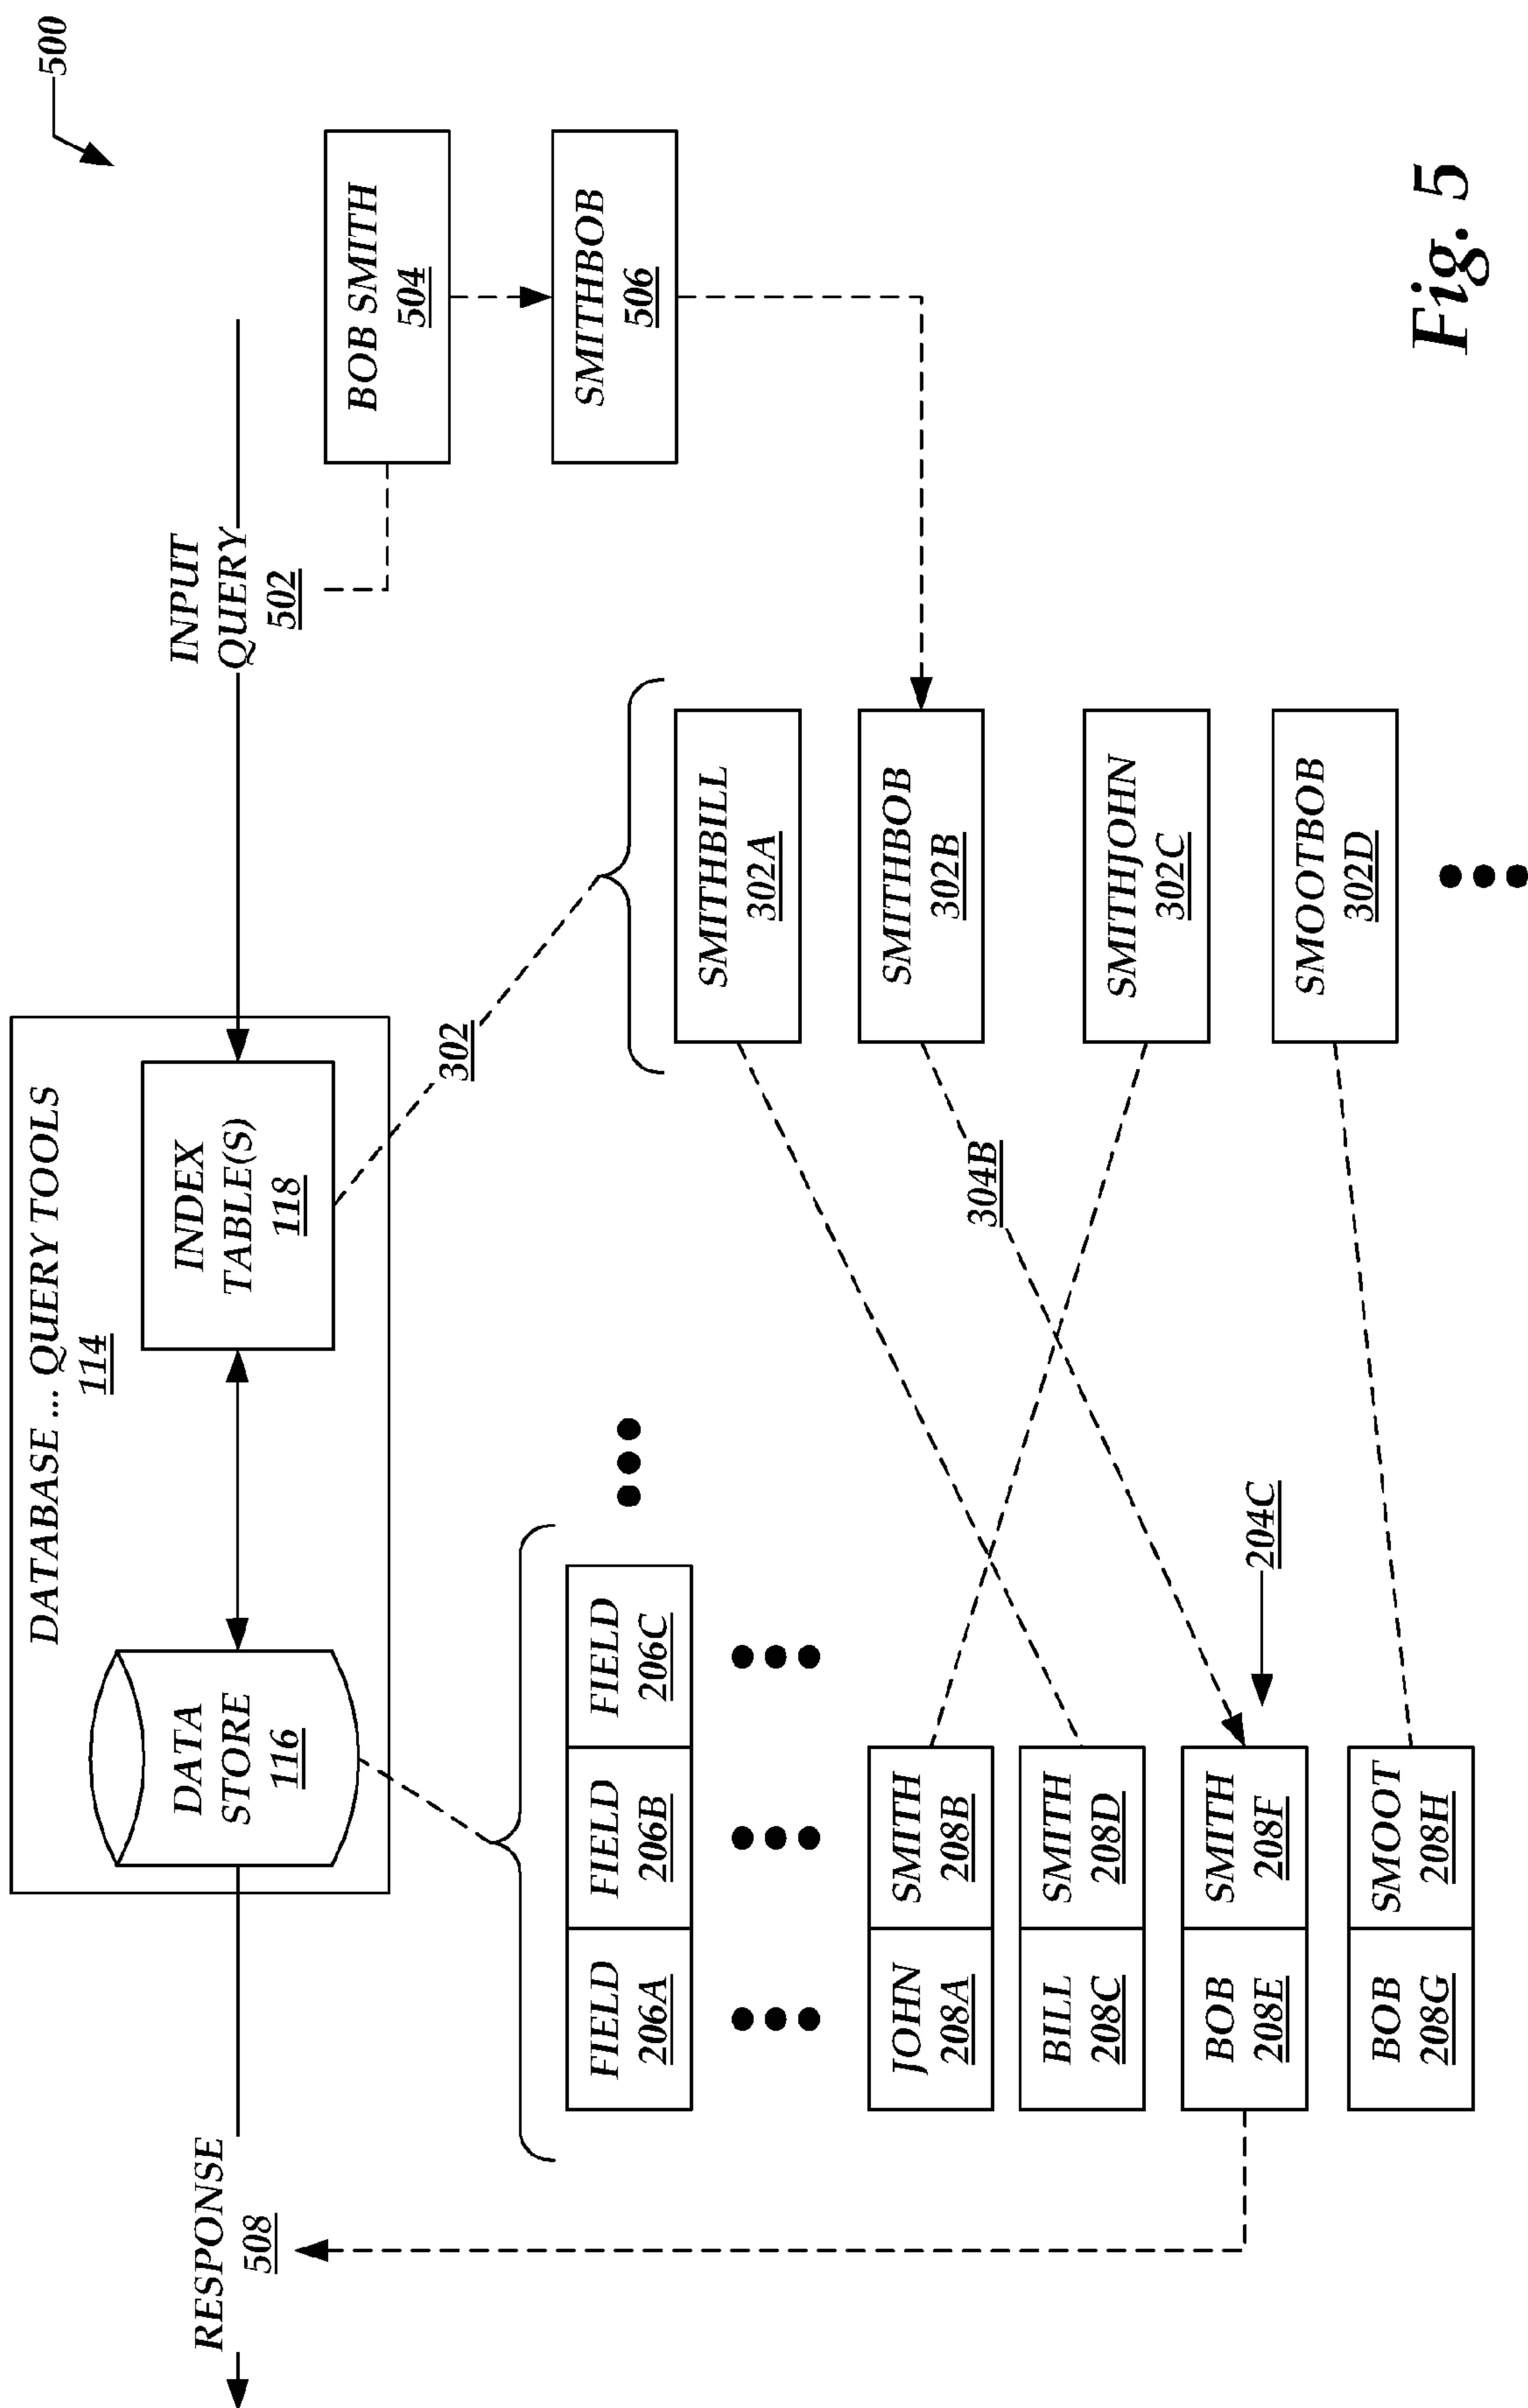 500
DATABASE ... QUERY TOOLS
114
DATA
STORE
116
INDEX
TABLE(S)
118
INPUT
QUERY
502
RESPONSE
508
BOB SMITH
504
SMITHBOB
506
302
FIELD
206A
FIELD
206B
FIELD
206C
SMITHBILL
302A
SMITHBOB
302B
SMITHJOHN
302C
SMOOTBOB
302D
304B
JOHN
208A
SMITH
208B
BILL
208C
SMITH
208D
BOB
208E
SMITH
208F
204C
BOB
208G
SMOOT
208H
Fig. 5